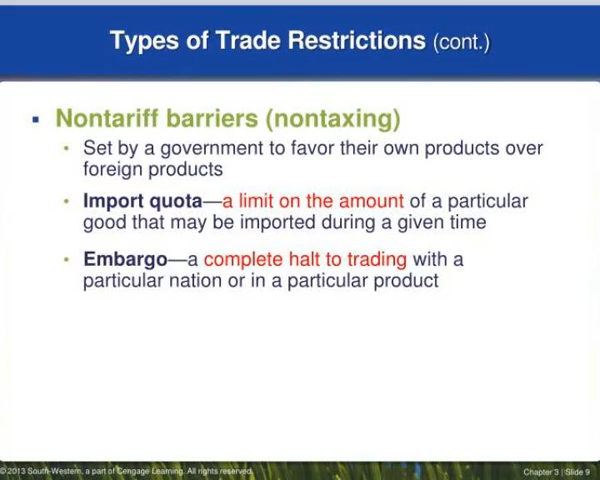 Types of Trade Restrictions (cont.)
▪ Nontariff barriers (nontaxing)
• Set by a government to favor their own products over
foreign products
• Import quota—a limit on the amount of a particular
good that may be imported during a given time
• Embargo—a complete halt to trading with a
particular nation or in a particular product
© 2013 South-Western, a part of Cengage Learning. All rights reserved.
Chapter 3 | Slide 9